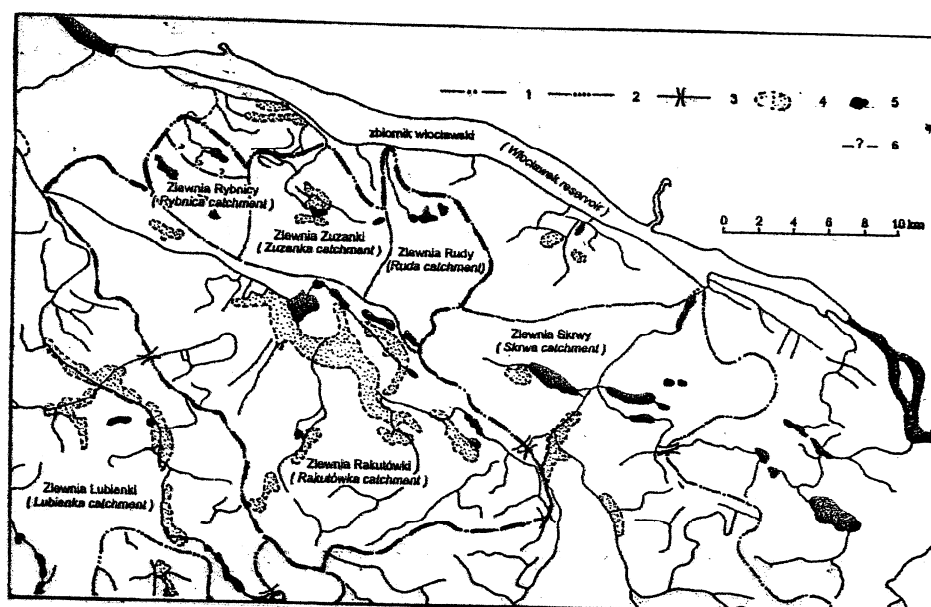 1 2 3 4 5
6
zbiornik włocławski
( Włocławek reservoir)
0 2 4 6 8 10 km
Zlewnia Rybnicy
( Rybnica catchment)
Zlewnia Zuzanki
( Zuzanka catchment)
Zlewnia Rudy
(Ruda catchment)
Zlewnia Skrwy
( Skrwa catchment)
Zlewnia Rakutówki
( Rakutówka catchment)
Zlewnia Lubieńki
( Lubieńka catchment)
?